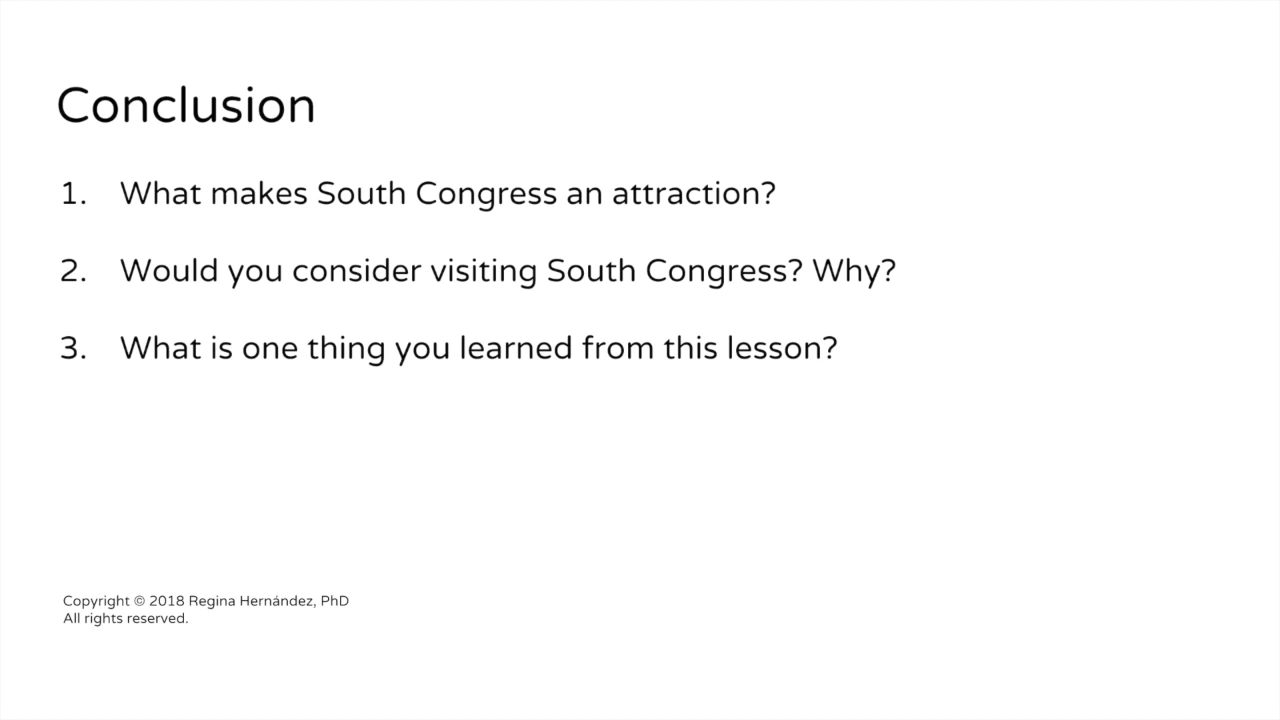 Conclusion
1. What makes South Congress an attraction?
2. Would you consider visiting South Congress? Why?
3. What is one thing you learned from this lesson?
Copyright © 2018 Regina Hernández, PhD
All rights reserved.